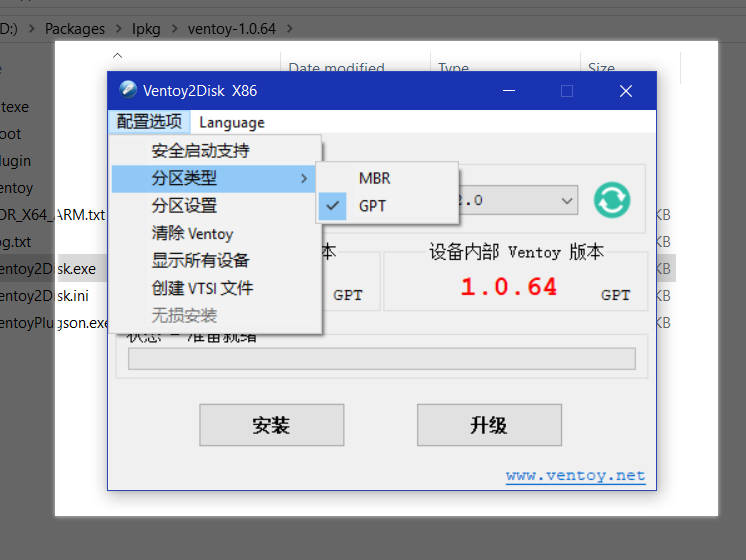 D:) > Packages > Ipkg > ventoy-1.0.64 >
Date modified Type Size
Ventoy2Disk X86
配置选项 Language
安全启动支持
分区类型
MBR
分区设置
GPT
清除 Ventoy
显示所有设备
创建 VTSI 文件
无损安装
2.0
本
GPT
设备内部 Ventoy 版本
1.0.64
GPT
状态 - 准备就绪
安装
升级
www.ventoy.net
texe
oot
lugin
entoy
OR_X64_ARM.txt
KB
og.txt
KB
entoy2Disk.exe
KB
entoy2Disk.ini
KB
entoyPlugson.exe
KB